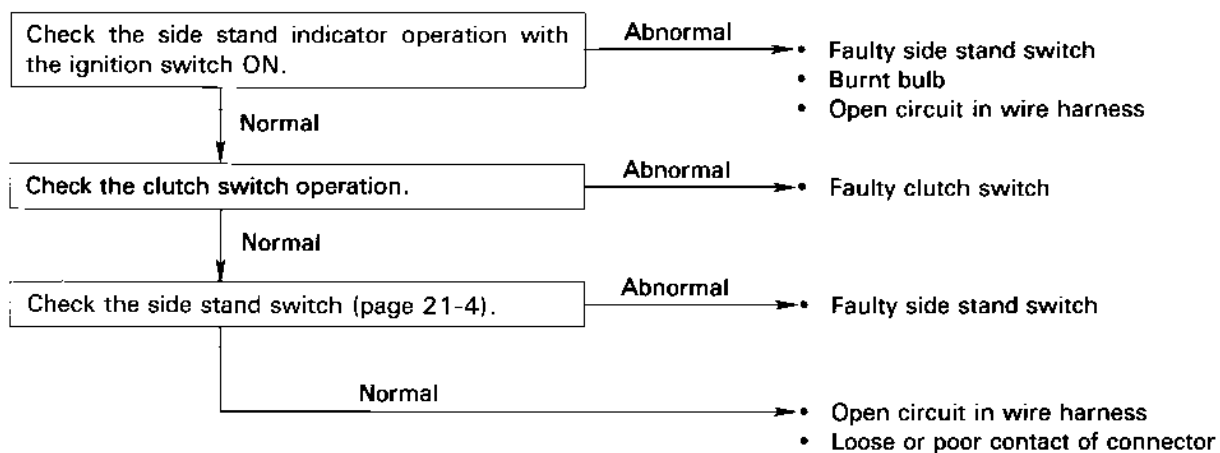 Check the side stand indicator operation with
the ignition switch ON.
Abnormal
• Faulty side stand switch
• Burnt bulb
• Open circuit in wire harness
Normal
Check the clutch switch operation.
Abnormal
• Faulty clutch switch
Normal
Check the side stand switch (page 21-4).
Abnormal
• Faulty side stand switch
Normal
• Open circuit in wire harness
• Loose or poor contact of connector